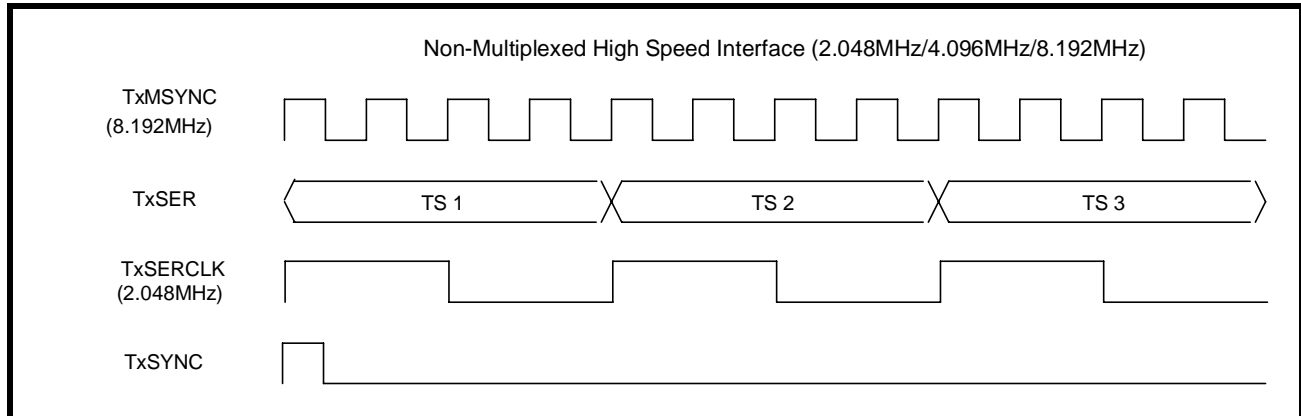 Non-Multiplexed High Speed Interface (2.048MHz/4.096MHz/8.192MHz)
TxMSYNC
(8.192MHz)
TxSER
TS 1
TS 2
TS 3
TxSERCLK
(2.048MHz)
TxSYNC